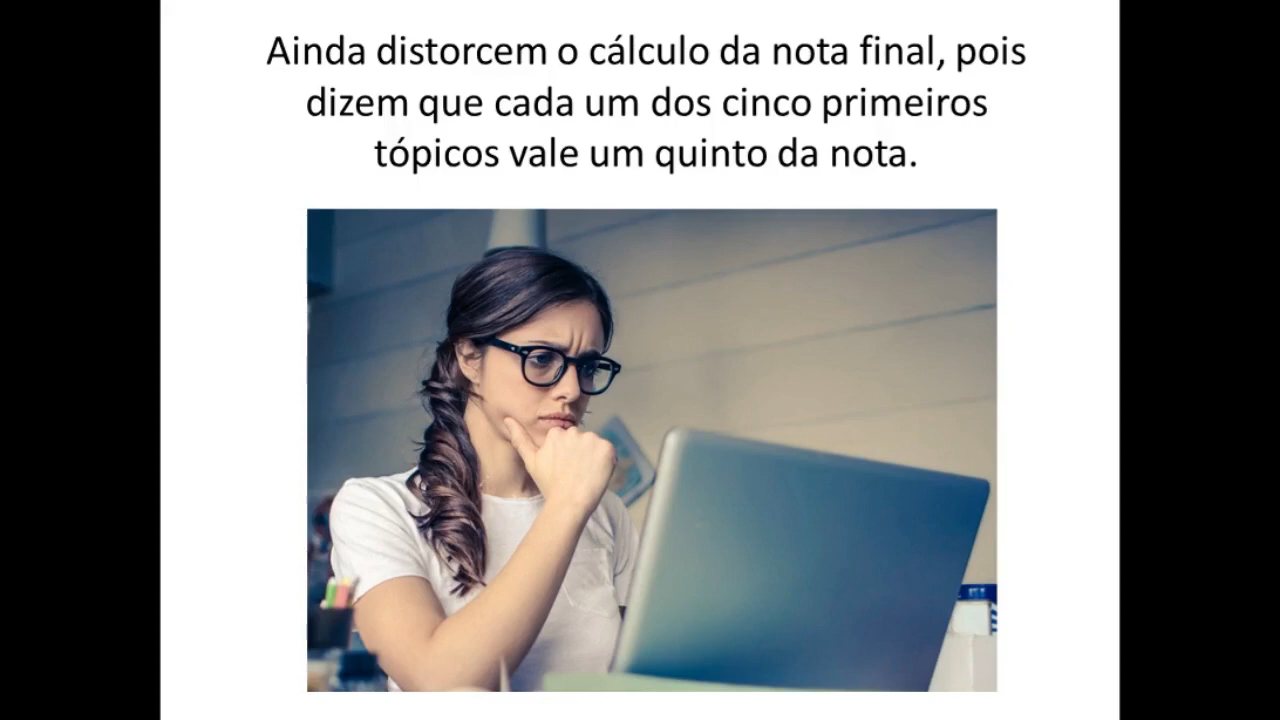 Ainda distorcem o cálculo da nota final, pois
dizem que cada um dos cinco primeiros
tópicos vale um quinto da nota.